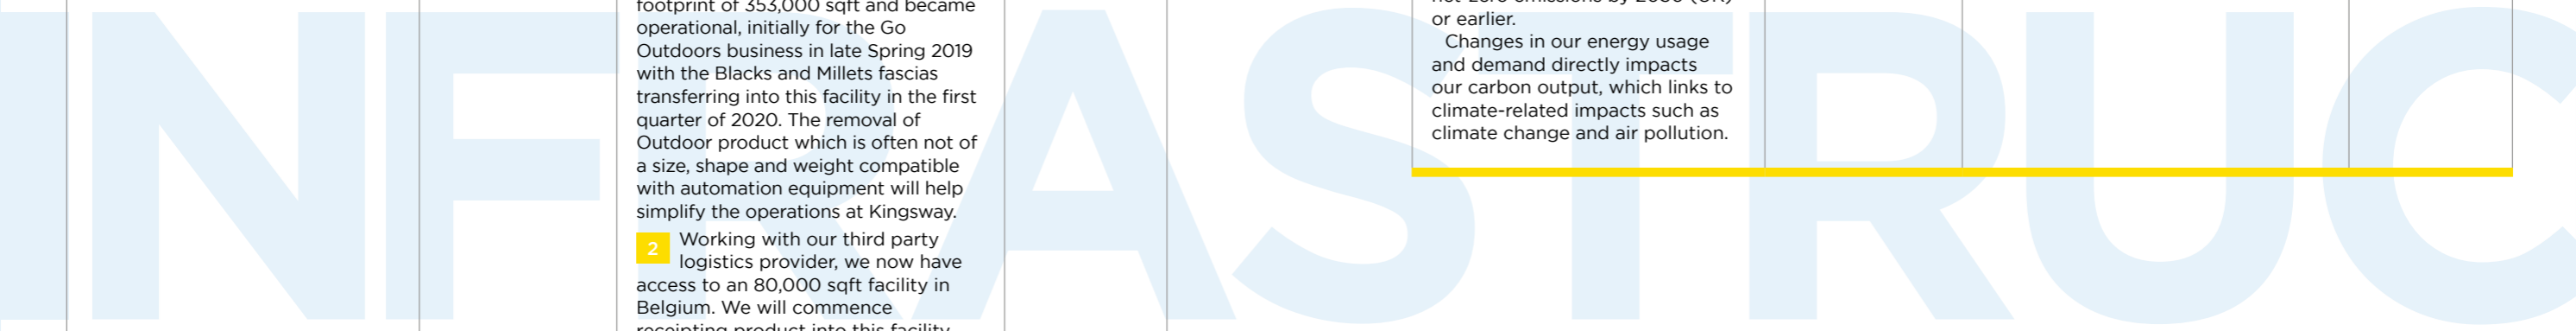 INFRASTRUC
footprint of 353,000 sqft and became
operational, initially for the Go
Outdoors business in late Spring 2019
with the Blacks and Millets fascias
transferring into this facility in the first
quarter of 2020. The removal of
Outdoor product which is often not of
a size, shape and weight compatible
with automation equipment will help
simplify the operations at Kingsway.
2 Working with our third party
logistics provider, we now have
access to an 80,000 sqft facility in
Belgium. We will commence
receipting product into this facility
or earlier.
Changes in our energy usage
and demand directly impacts
our carbon output, which links to
climate-related impacts such as
climate change and air pollution.